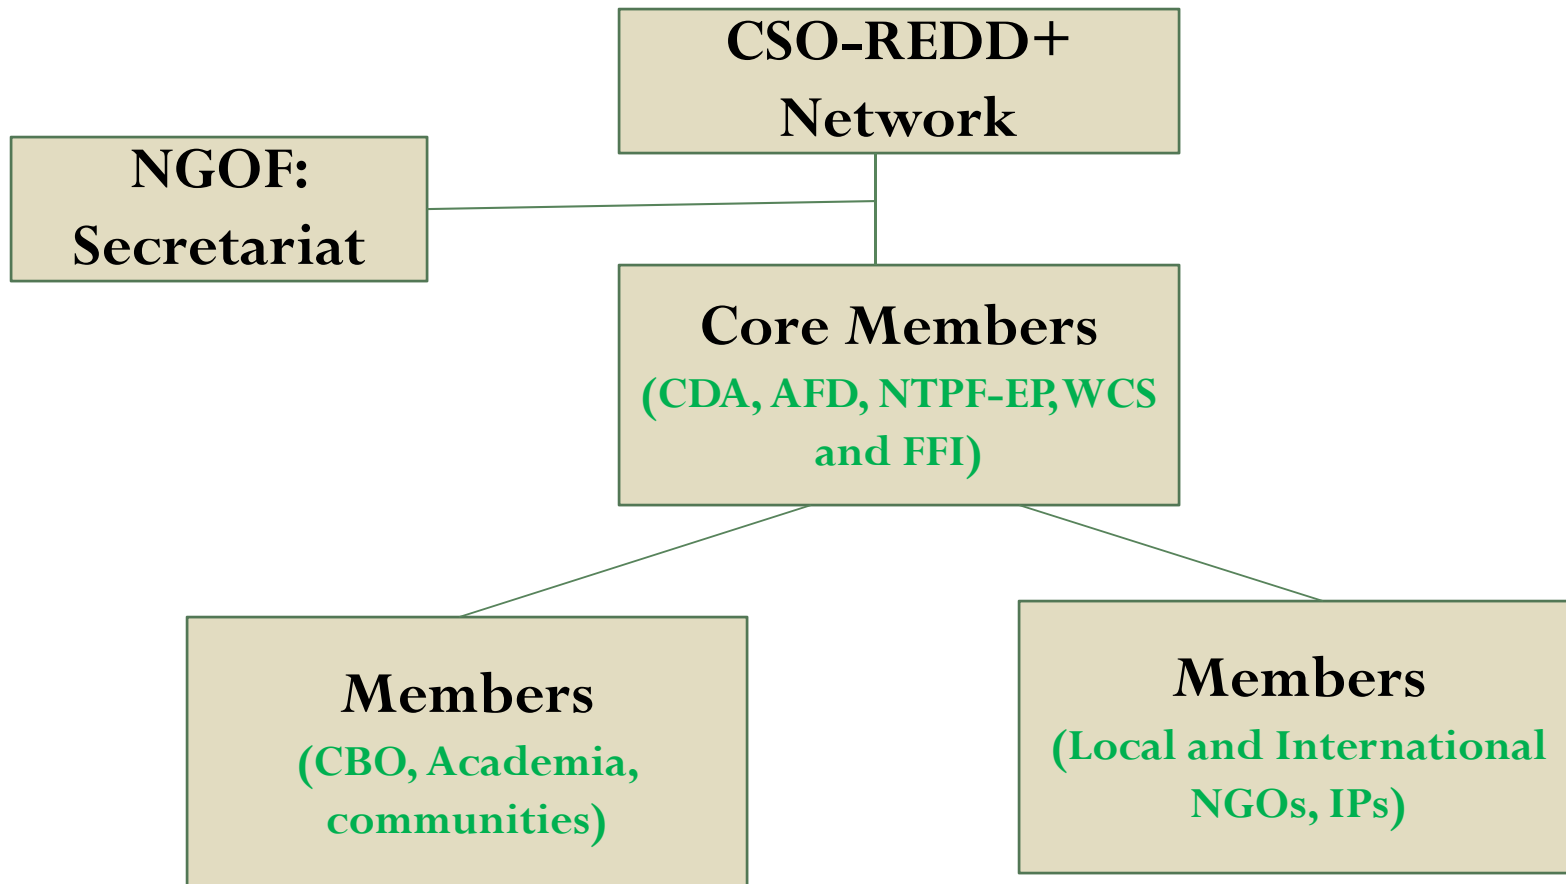 CSO-REDD+
Network
NGOF:
Secretariat
Core Members
(CDA, AFD, NTPF-EP, WCS
and FFI)
Members
(CBO, Academia,
communities)
Members
(Local and International
NGOs, IPs)